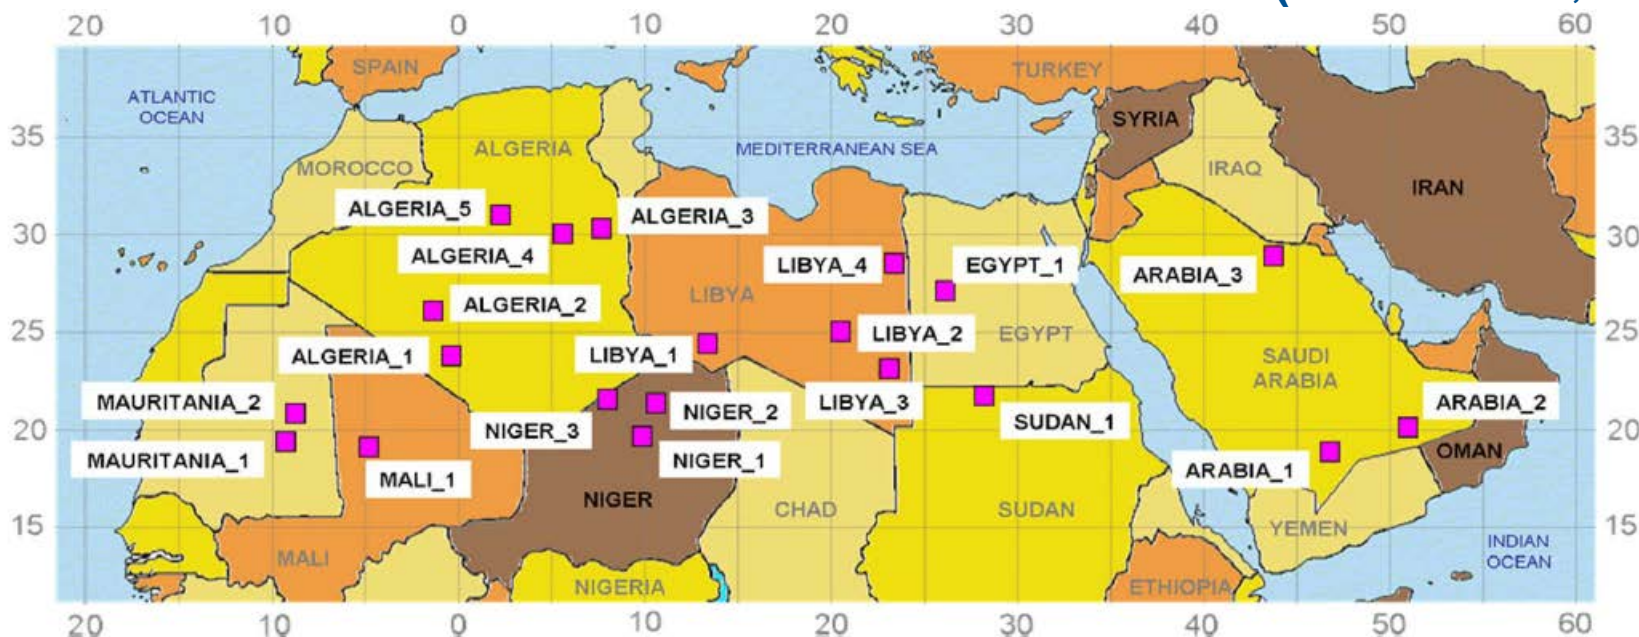 20 10 0 10 20 30 40 50 60
SPAIN
TURKEY
ATLANTIC
OCEAN
SYRIA
35
35
ALGERIA
MEDITERRANEAN SEA
MOROCCO
IRAQ
IRAN
ALGERIA_5
ALGERIA_3
30
30
ALGERIA_4
LIBYA_4
EGYPT_1
ARABIA_3
LIBYA
ALGERIA_2
25
25
LIBYA_2
EGYPT
ALGERIA_1
LIBYA_1
SAUDI
ARABIA
MAURITANIA_2
NIGER_2
LIBYA_3
ARABIA_2
SUDAN_1
NIGER_3
20
20
MAURITANIA_1
NIGER_1
OMAN
ARABIA_1
MALI_1
NIGER
CHAD
SUDAN
15
15
YEMEN
INDIAN
OCEAN
MALI
NIGERIA
ETHIOPIA
20 10 0 10 20 30 40 50 60